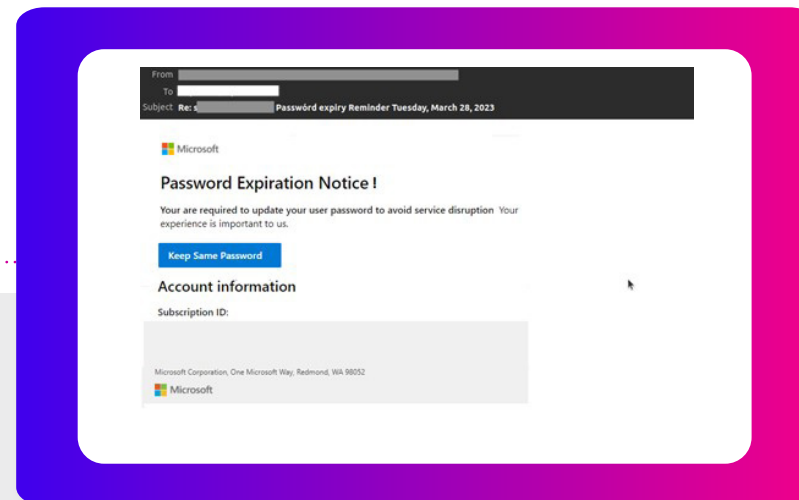 From
To
Subject Re: s Passwórd expiry Reminder Tuesday, March 28, 2023
Microsoft
Password Expiration Notice !
Your are required to update your user password to avoid service disruption Your
experience is important to us.
Keep Same Password
Account information
Subscription ID:
Microsoft Corporation, One Microsoft Way, Redmond, WA 98052
Microsoft